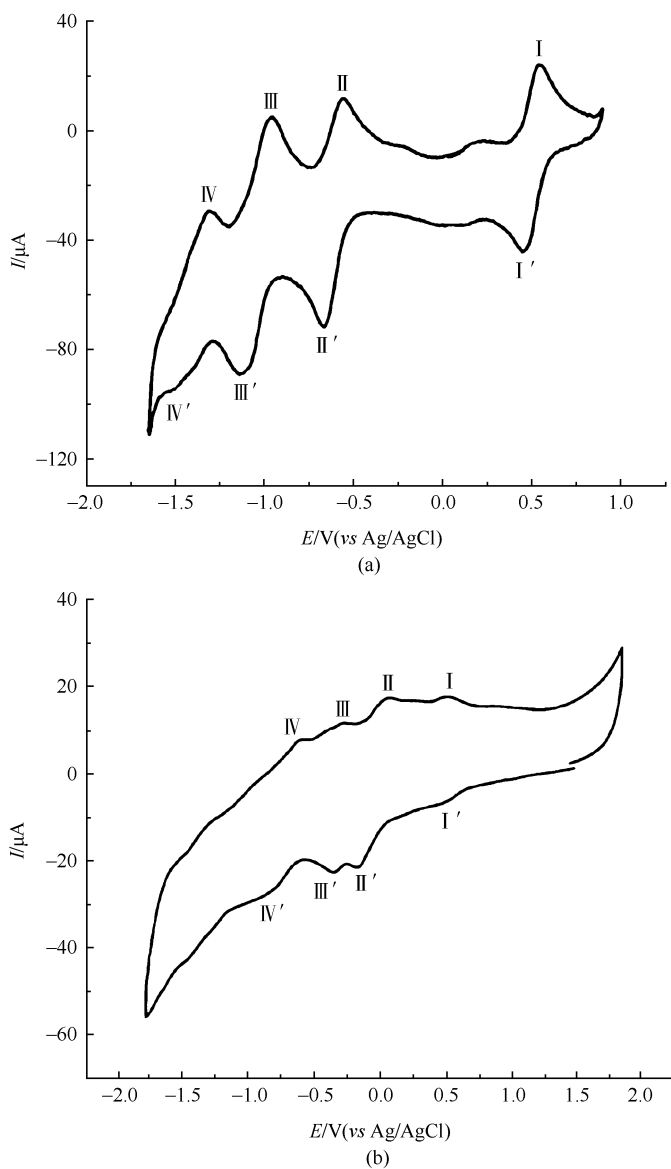 40
I
II
III
0
IV
−40
I/μA
I′
II′
−80
III′
IV′
−120
−2.0 −1.5 −1.0 −0.5 0.0 0.5 1.0
E/V(vs Ag/AgCl)
(a)
40
20
II I
III
IV
0
I/μA
I′
−20
III′ II′
IV′
−40
−60
−2.0 −1.5 −1.0 −0.5 0.0 0.5 1.0 1.5 2.0
E/V(vs Ag/AgCl)
(b)